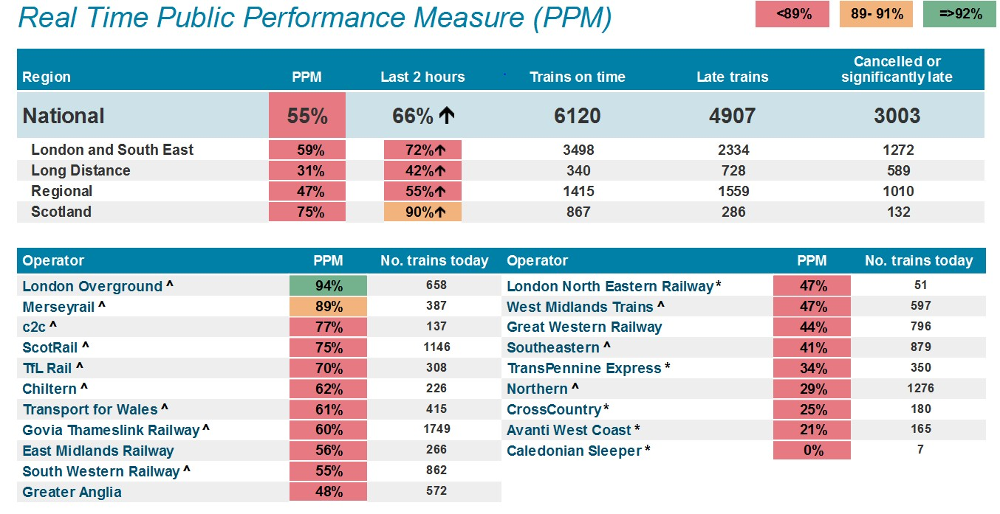 Real Time Public Performance Measure (PPM)
<89% 89- 91% =>92%
Region PPM Last 2 hours Trains on time Late trains Cancelled or significantly late
National 55% 66% ↑ 6120 4907 3003
London and South East 59% 72%↑ 3498 2334 1272
Long Distance 31% 42%↑ 340 728 589
Regional 47% 55%↑ 1415 1559 1010
Scotland 75% 90%↑ 867 286 132
Operator PPM No. trains today Operator PPM No. trains today
London Overground ^ 94% 658 London North Eastern Railway* 47% 51
Merseyrail ^ 89% 387 West Midlands Trains ^ 47% 597
c2c ^ 77% 137 Great Western Railway 44% 796
ScotRail ^ 75% 1146 Southeastern ^ 41% 879
TfL Rail ^ 70% 308 TransPennine Express * 34% 350
Chiltern ^ 62% 226 Northern ^ 29% 1276
Transport for Wales ^ 61% 415 CrossCountry* 25% 180
Govia Thameslink Railway ^ 60% 1749 Avanti West Coast * 21% 165
East Midlands Railway 56% 266 Caledonian Sleeper * 0% 7
South Western Railway ^ 55% 862
Greater Anglia 48% 572